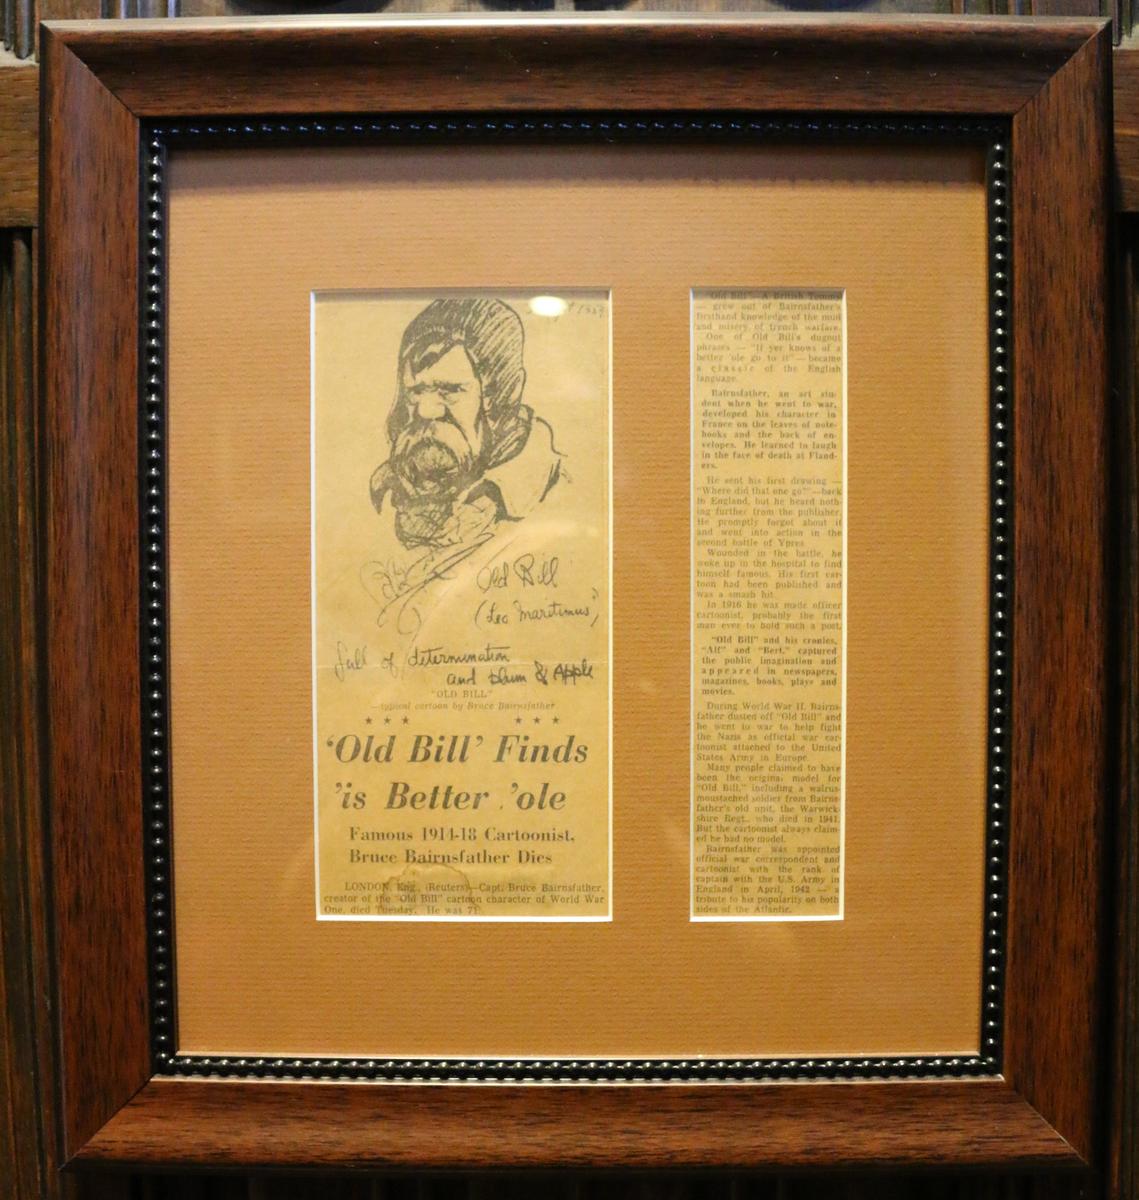 1959
Old Bill
(Leo Maritimus)
full of determination
and plum & Apple
"OLD BILL"
—typical cartoon by Bruce Bairnsfather
★ ★ ★ ★ ★ ★
'Old Bill' Finds
'is Better 'ole
Famous 1914-18 Cartoonist,
Bruce Bairnsfather Dies
LONDON, Eng., (Reuters)—Capt. Bruce Bairnsfather,
creator of the "Old Bill" cartoon character of World War
One, died Tuesday. He was 71.
"Old Bill"—A British Tommy
— grew out of Bairnsfather's
firsthand knowledge of the mud
and misery of trench warfare.
One of Old Bill's dugout
phrases — "If yer knows of a
better 'ole go to it" — became
a classic of the English
language.
Bairnsfather, an art stu-
dent when he went to war,
developed his character in
France on the leaves of note-
books and the back of en-
velopes. He learned to laugh
in the face of death at Fland-
ers.
He sent his first drawing —
"Where did that one go?"—back
to England, but he heard noth-
ing further from the publisher.
He promptly forgot about it
and went into action in the
second battle of Ypres.
Wounded in the battle, he
woke up in the hospital to find
himself famous. His first car-
toon had been published and
was a smash hit.
In 1916 he was made officer
cartoonist, probably the first
man ever to hold such a post.
"Old Bill" and his cronies,
"Alf" and "Bert," captured
the public imagination and
appeared in newspapers,
magazines, books, plays and
movies.
During World War II, Bairns-
father dusted off "Old Bill" and
he went to war to help fight
the Nazis as official war car-
toonist attached to the United
States Army in Europe.
Many people claimed to have
been the original model for
"Old Bill," including a walrus-
moustached soldier from Bairns-
father's old unit, the Warwick-
shire Regt., who died in 1941.
But the cartoonist always claim-
ed he had no model.
Bairnsfather was appointed
official war correspondent and
cartoonist with the rank of
captain with the U.S. Army in
England in April, 1942 — a
tribute to his popularity on both
sides of the Atlantic.